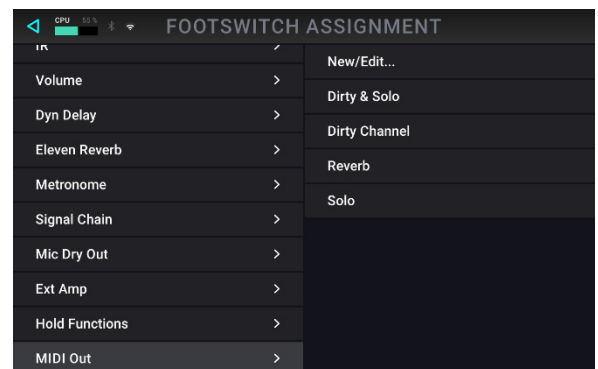 CPU 55 % FOOTSWITCH ASSIGNMENT
IR
Volume
Dyn Delay
Eleven Reverb
Metronome
Signal Chain
Mic Dry Out
Ext Amp
Hold Functions
MIDI Out
New/Edit...
Dirty & Solo
Dirty Channel
Reverb
Solo